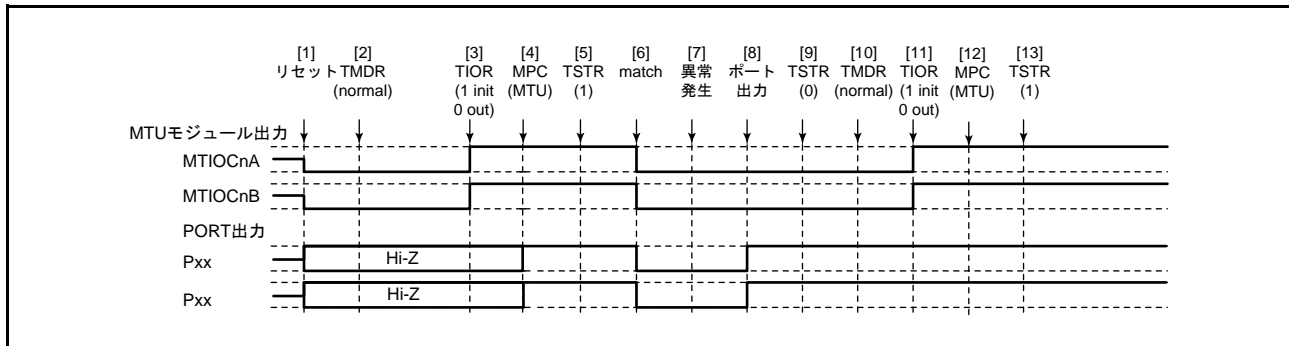 [1] [2] [3] [4] [5] [6] [7] [8] [9] [10] [11] [12] [13]
リセット TMDR TIOR MPC TSTR match 異常 ポート TSTR TMDR TIOR MPC TSTR
(normal) (1 init (MTU) (1) 発生 出力 (0) (normal) (1 init (MTU) (1)
0 out) 0 out)
MTUモジュール出力
MTIOCnA
MTIOCnB
PORT出力
Pxx Hi-Z
Pxx Hi-Z